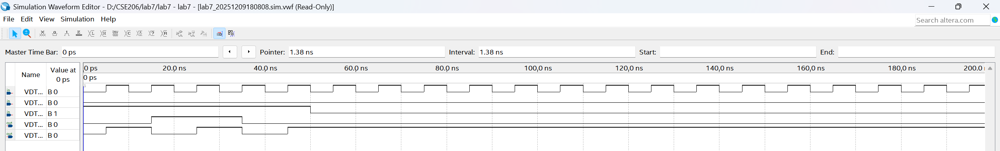 Simulation Waveform Editor - D:/CSE206/lab7/lab7 - lab7 - [lab7_20251209180808.sim.vwf (Read-Only)]
File Edit View Simulation Help
Search altera.com
Master Time Bar: 0 ps Pointer: 1.38 ns Interval: 1.38 ns Start: End:
Name Value at 0 ps
0 ps 20.0 ns 40.0 ns 60.0 ns 80.0 ns 100.0 ns 120.0 ns 140.0 ns 160.0 ns 180.0 ns 200.0
0 ps
in VDT... B 0
in VDT... B 0
in VDT... B 1
out VDT... B 0
out VDT... B 0